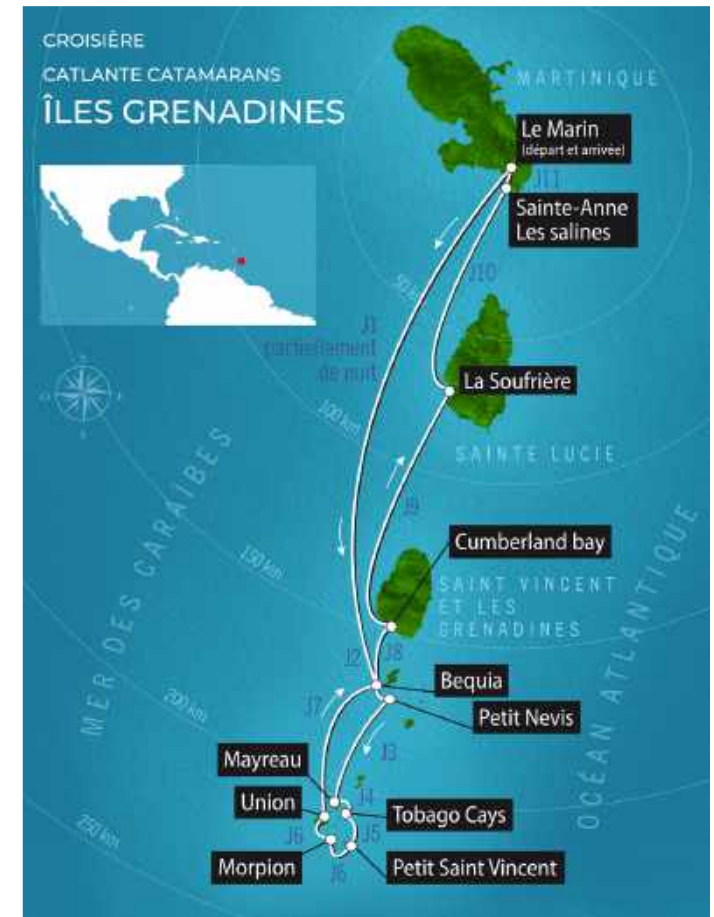 CROISIÈRE
CATLANTE CATAMARANS
ÎLES GRENADINES
MARTINIQUE
Le Marin
(départ et arrivée)
J11
Sainte-Anne
Les salines
J10
50 km
J1
partiellement
de nuit
La Soufrière
100 km
SAINTE LUCIE
J9
MER DES CARAÏBES
150 km
Cumberland bay
SAINT VINCENT
ET LES
GRENADINES
OCÉAN ATLANTIQUE
J8
J2
Bequia
200 km
J7
Petit Nevis
J3
Mayreau
J4
Union
Tobago Cays
J6
J5
250 km
Morpion
J6
Petit Saint Vincent